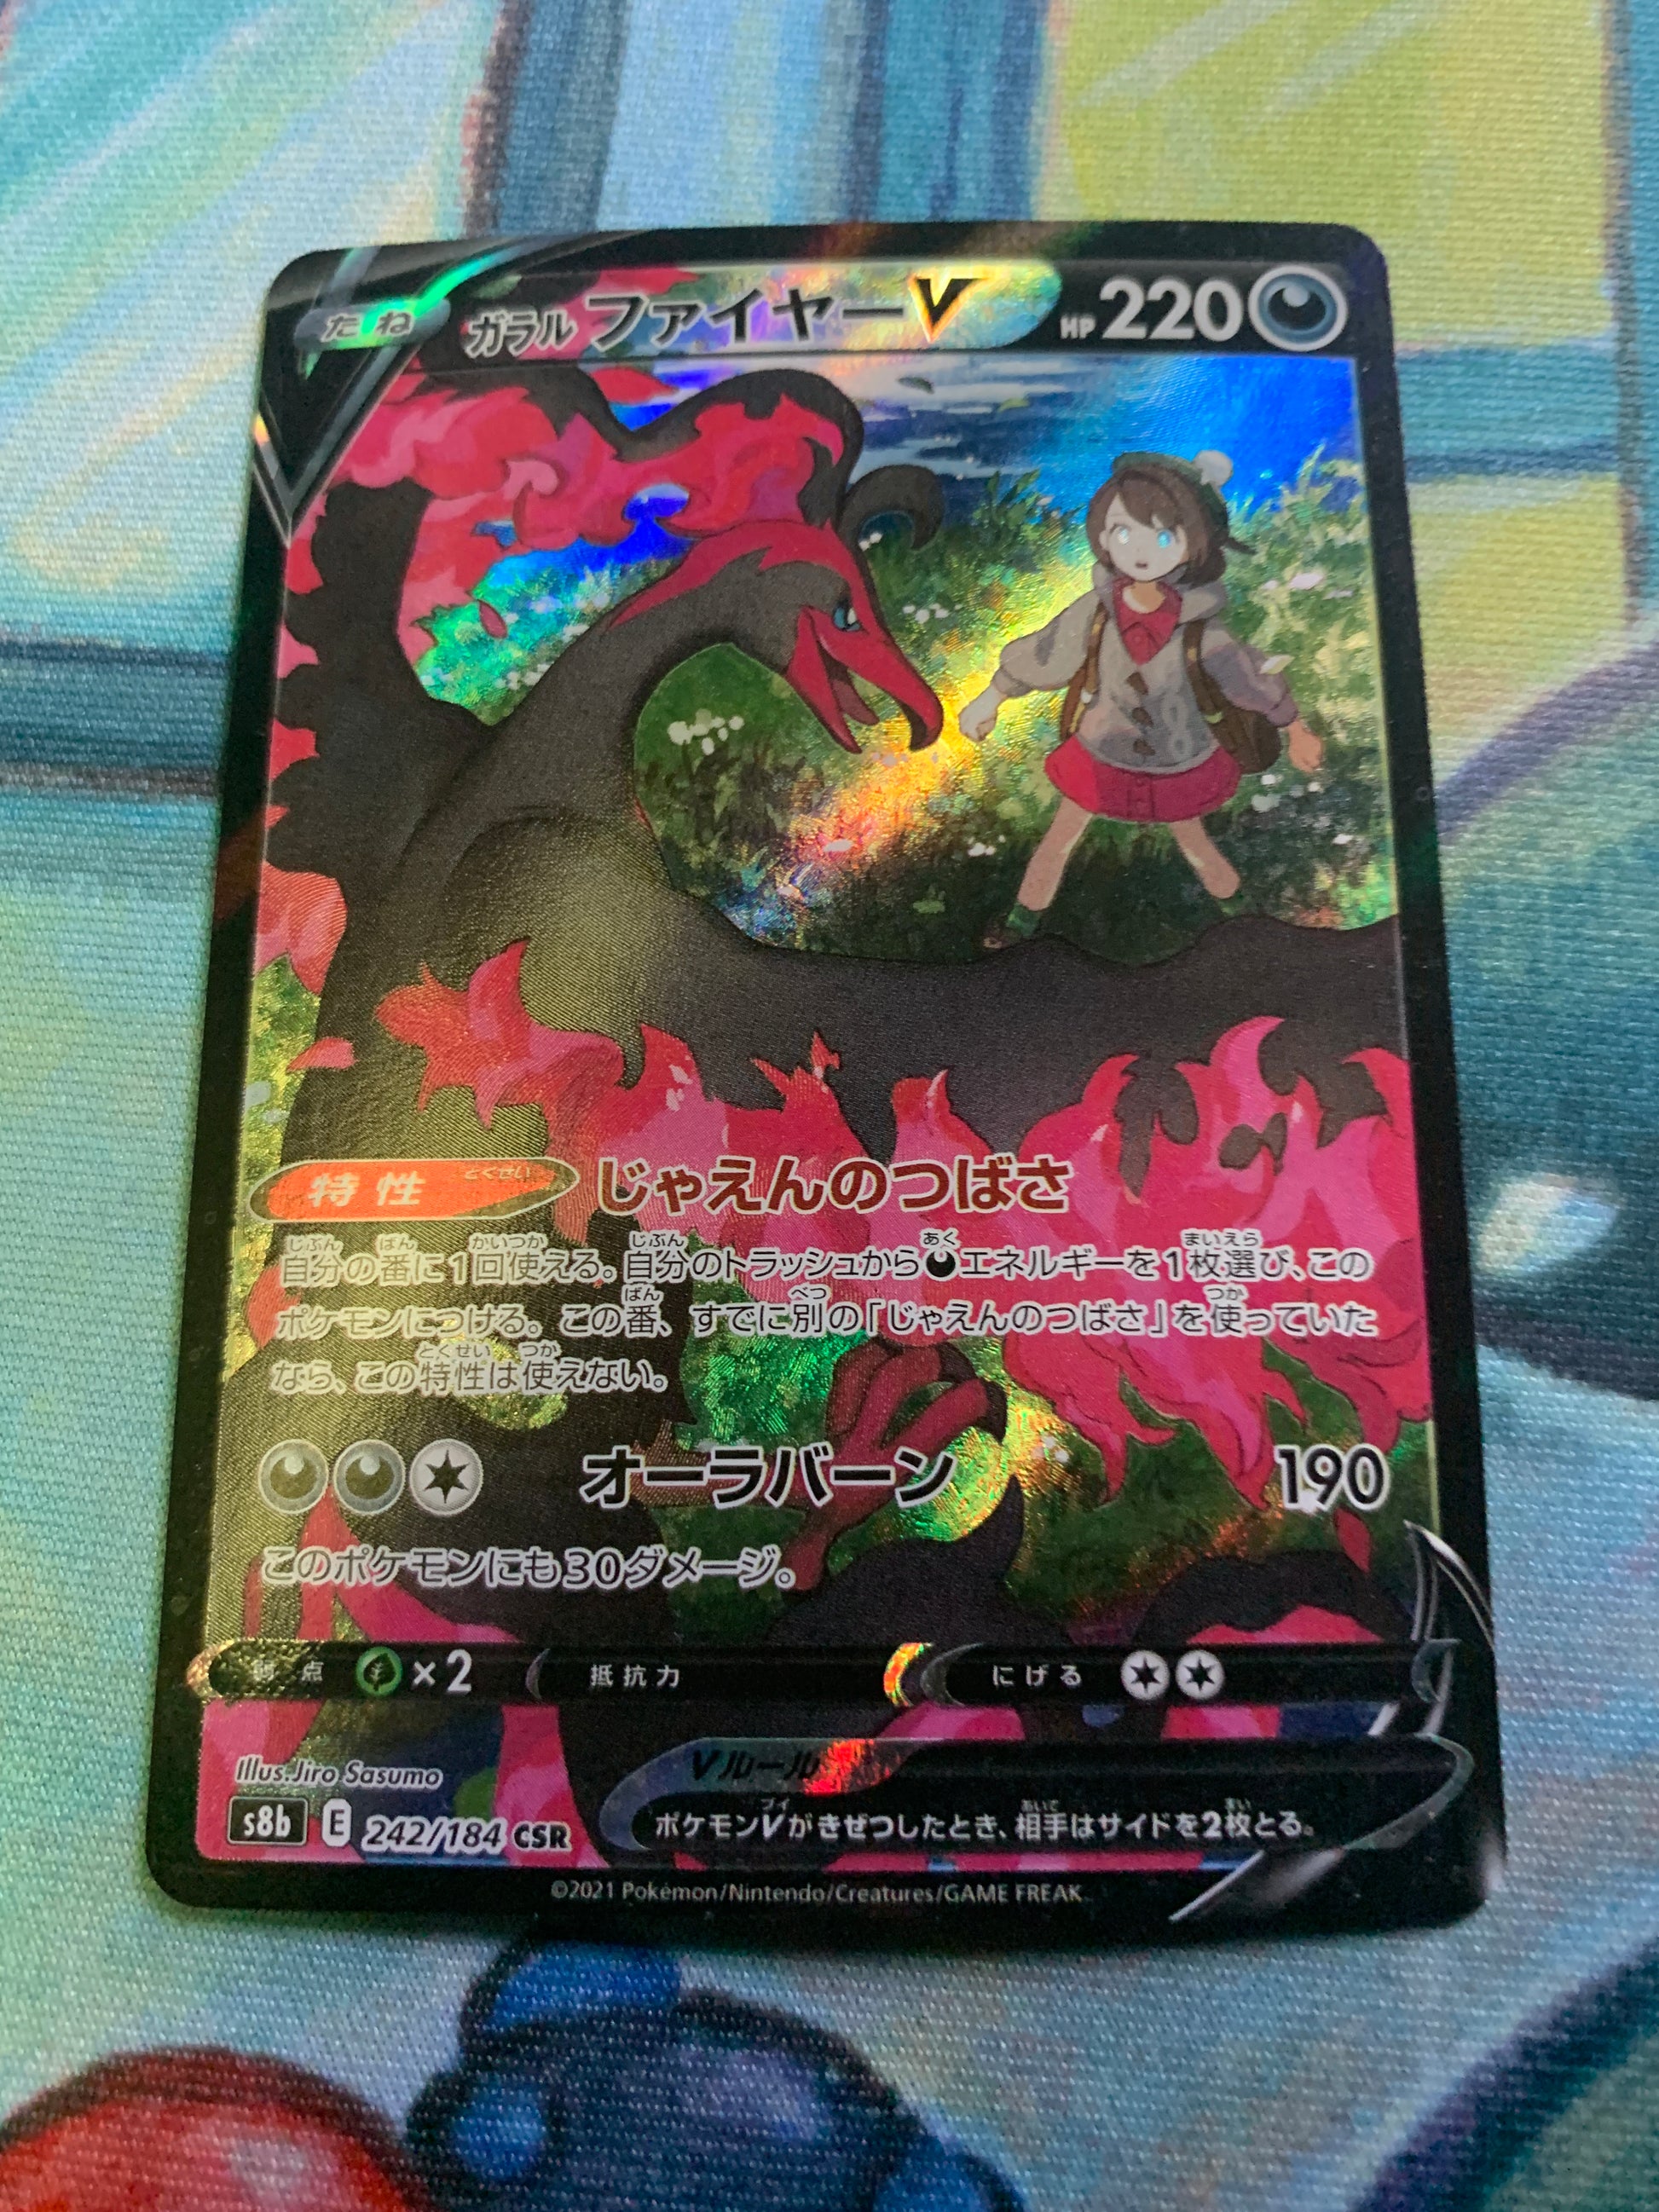 たね
ガラル ファイヤーV HP 220
特性 とくせい じゃえんのつばさ
じぶん ばん かいつか じぶん あく まいえら
自分の番に1回使える。自分のトラッシュからエネルギーを1枚選び、この
ばん べつ つか
ポケモンにつける。この番、すでに別の「じゃえんのつばさ」を使っていた
とくせい つか
なら、この特性は使えない。
オーラバーン 190
このポケモンにも30ダメージ。
弱点 ×2 抵抗力 にげる
Vルール
ブイ あいて まい
ポケモンVがきぜつしたとき、相手はサイドを2枚とる。
Illus.Jiro Sasumo
s8b E 242/184 CSR
©2021 Pokémon/Nintendo/Creatures/GAME FREAK